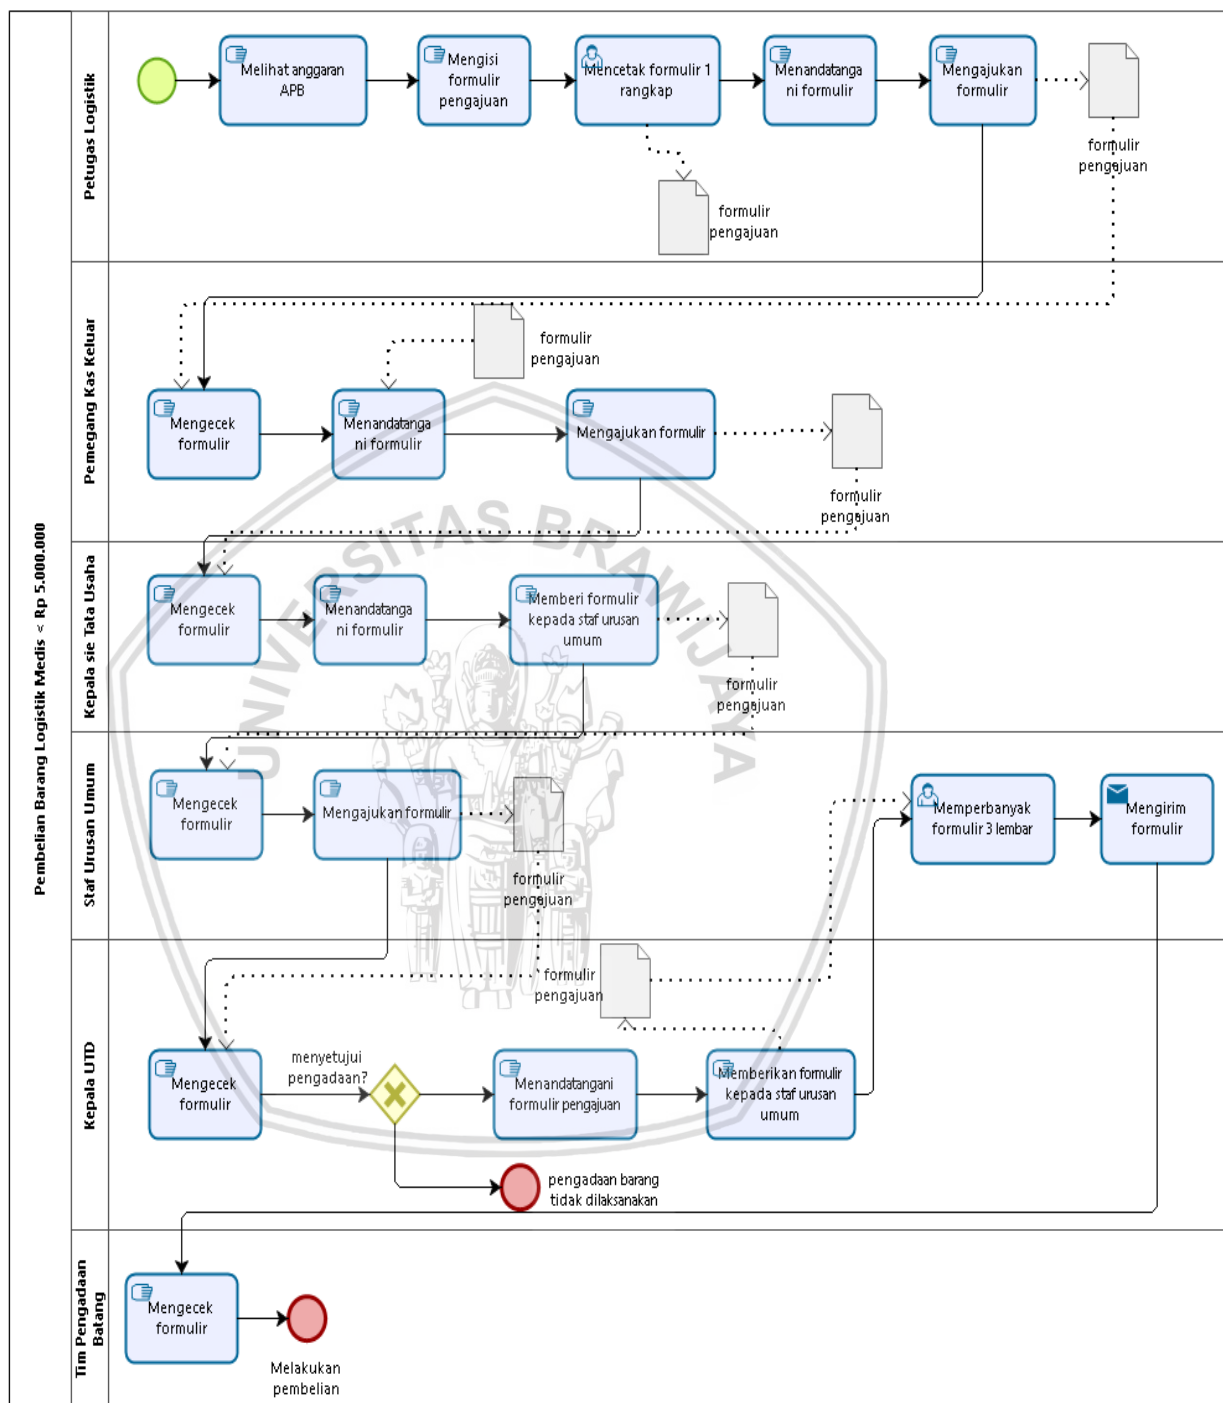 Pembelian Barang Logistik Medis < Rp 5.000.000
Petugas Logistik
Melihat anggaran
APB
Mengisi
formulir
pengajuan
Mencetak formulir 1
rangkap
Menandatanga
ni formulir
Mengajukan
formulir
formulir
pengajuan
formulir
pengajuan
Pemegang Kas Keluar
formulir
pengajuan
Mengecek
formulir
Menandatanga
ni formulir
Mengajukan formulir
formulir
pengajuan
Kepala sie Tata Usaha
Mengecek
formulir
Menandatanga
ni formulir
Memberi formulir
kepada staf urusan
umum
formulir
pengajuan
Staf Urusan Umum
Mengecek
formulir
Mengajukan formulir
formulir
pengajuan
Memperbanyak
formulir 3 lembar
Mengirim
formulir
Kepala UTD
formulir
pengajuan
Mengecek
formulir
menyetujui
pengadaan?
Menandatangani
formulir pengajuan
Memberikan formulir
kepada staf urusan
umum
pengadaan barang
tidak dilaksanakan
Tim Pengadaan
Batang
Mengecek
formulir
Melakukan
pembelian
UNIVERSITAS BRAWIJAYA